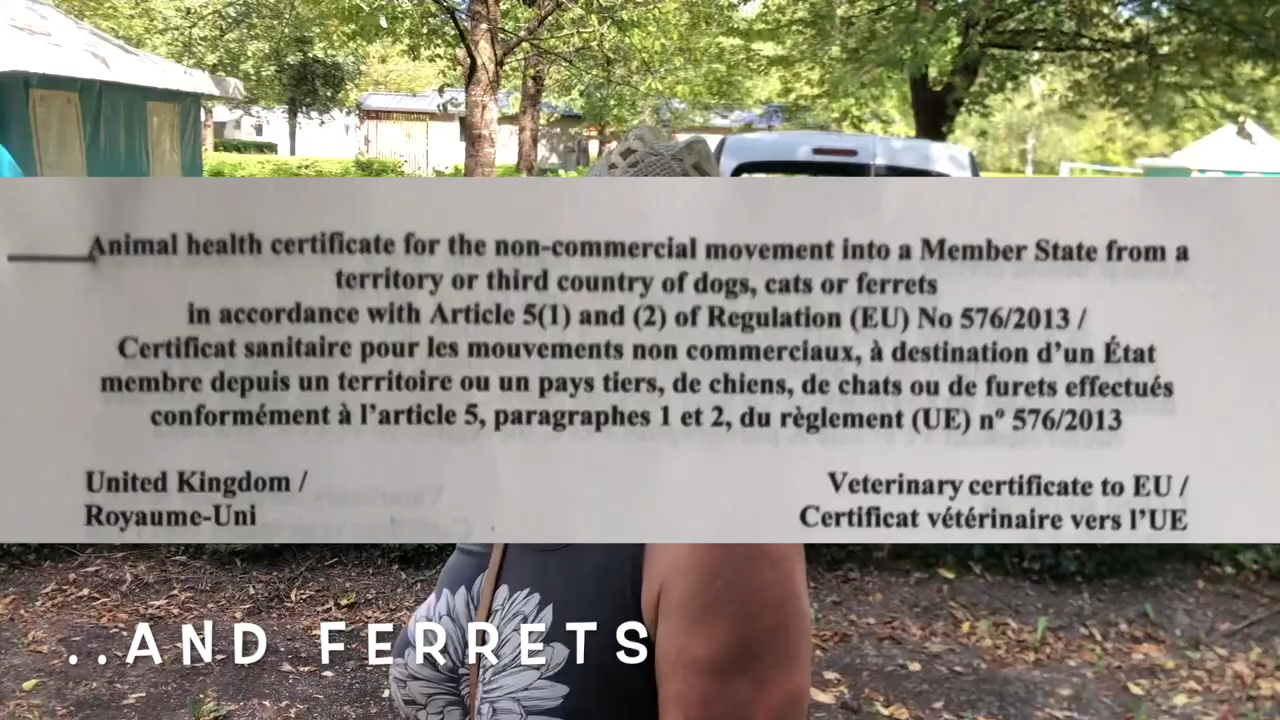 Animal health certificate for the non-commercial movement into a Member State from a
territory or third country of dogs, cats or ferrets
in accordance with Article 5(1) and (2) of Regulation (EU) No 576/2013 /
Certificat sanitaire pour les mouvements non commerciaux, à destination d'un État
membre depuis un territoire ou un pays tiers, de chiens, de chats ou de furets effectués
conformément à l'article 5, paragraphes 1 et 2, du règlement (UE) nº 576/2013
United Kingdom /
Royaume-Uni
Veterinary certificate to EU /
Certificat vétérinaire vers l'UE
..AND FERRETS